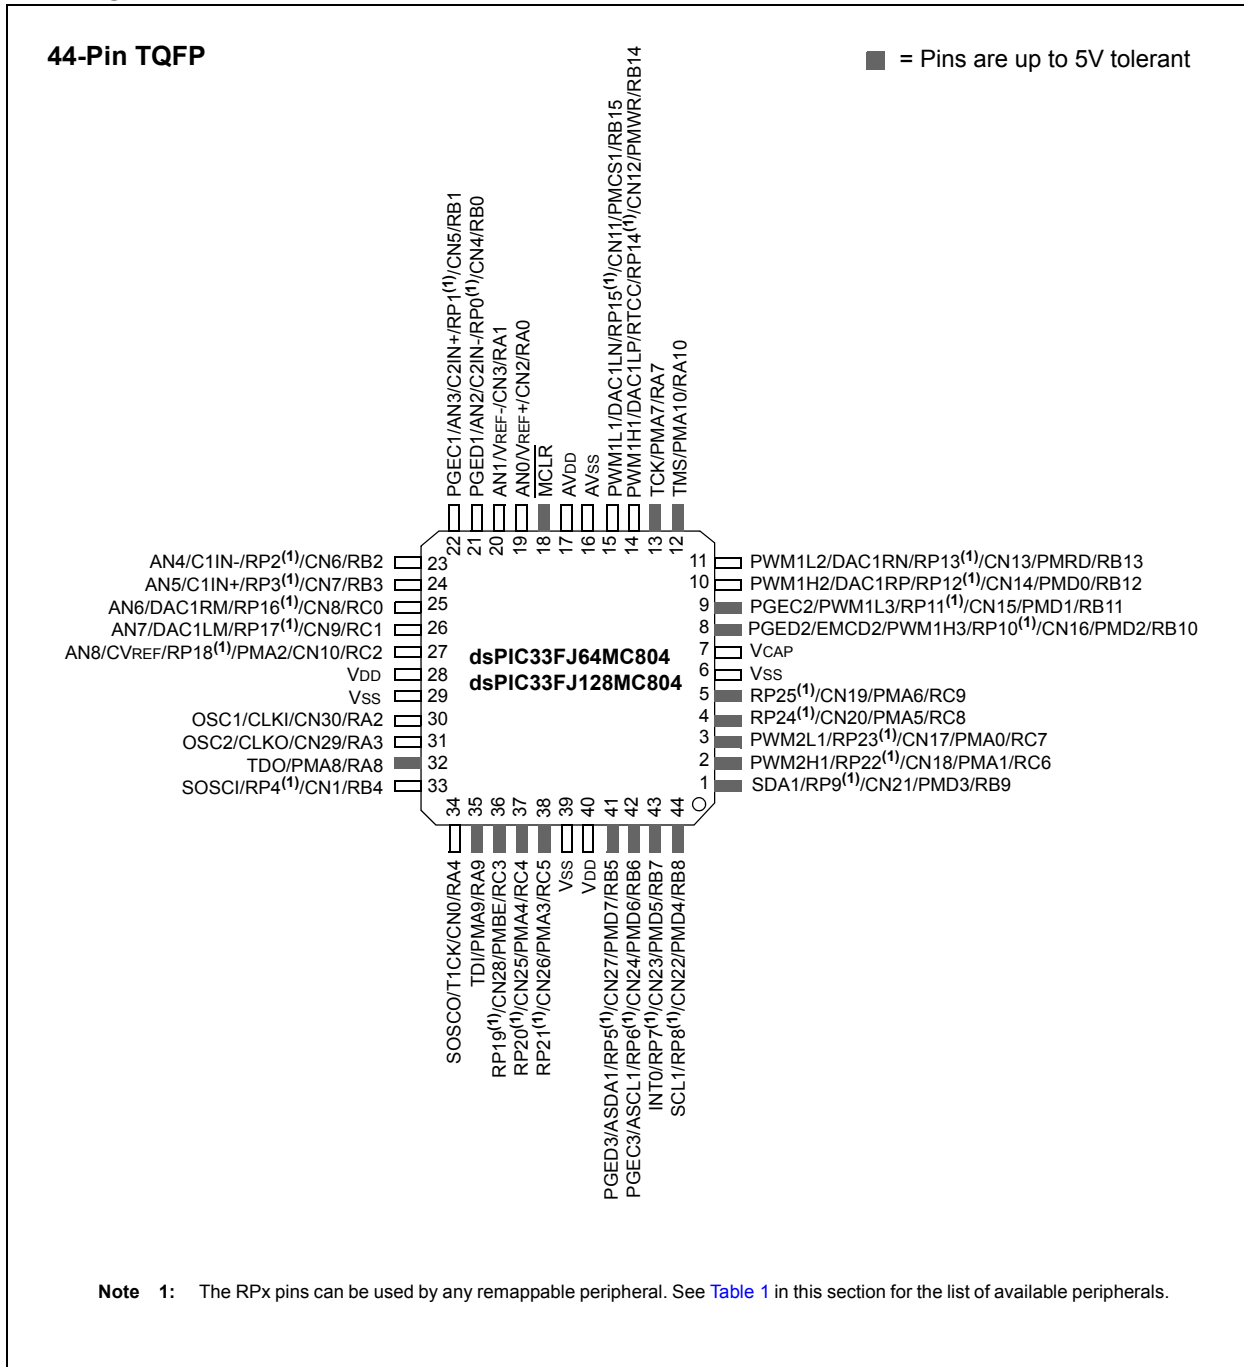 44-Pin TQFP
= Pins are up to 5V tolerant
PGEC1/AN3/C2IN+/RP1(1)/CN5/RB1
PGED1/AN2/C2IN-/RP0(1)/CN4/RB0
AN1/VREF-/CN3/RA1
AN0/VREF+/CN2/RA0
MCLR
AVDD
AVSS
PWM1L1/DAC1LN/RP15(1)/CN11/PMCS1/RB15
PWM1H1/DAC1LP/RTCC/RP14(1)/CN12/PMWR/RB14
TCK/PMA7/RA7
TMS/PMA10/RA10
22
21
20
19
18
17
16
15
14
13
12
AN4/C1IN-/RP2(1)/CN6/RB2 23
AN5/C1IN+/RP3(1)/CN7/RB3 24
AN6/DAC1RM/RP16(1)/CN8/RC0 25
AN7/DAC1LM/RP17(1)/CN9/RC1 26
AN8/CVREF/RP18(1)/PMA2/CN10/RC2 27
VDD 28
VSS 29
OSC1/CLKI/CN30/RA2 30
OSC2/CLKO/CN29/RA3 31
TDO/PMA8/RA8 32
SOSCI/RP4(1)/CN1/RB4 33
dsPIC33FJ64MC804
dsPIC33FJ128MC804
11 PWM1L2/DAC1RN/RP13(1)/CN13/PMRD/RB13
10 PWM1H2/DAC1RP/RP12(1)/CN14/PMD0/RB12
9 PGEC2/PWM1L3/RP11(1)/CN15/PMD1/RB11
8 PGED2/EMCD2/PWM1H3/RP10(1)/CN16/PMD2/RB10
7 VCAP
6 VSS
5 RP25(1)/CN19/PMA6/RC9
4 RP24(1)/CN20/PMA5/RC8
3 PWM2L1/RP23(1)/CN17/PMA0/RC7
2 PWM2H1/RP22(1)/CN18/PMA1/RC6
1 SDA1/RP9(1)/CN21/PMD3/RB9
34
35
36
37
38
39
40
41
42
43
44
SOSCO/T1CK/CN0/RA4
TDI/PMA9/RA9
RP19(1)/CN28/PMBE/RC3
RP20(1)/CN25/PMA4/RC4
RP21(1)/CN26/PMA3/RC5
VSS
VDD
PGED3/ASDA1/RP5(1)/CN27/PMD7/RB5
PGEC3/ASCL1/RP6(1)/CN24/PMD6/RB6
INT0/RP7(1)/CN23/PMD5/RB7
SCL1/RP8(1)/CN22/PMD4/RB8
Note 1: The RPx pins can be used by any remappable peripheral. See Table 1 in this section for the list of available peripherals.